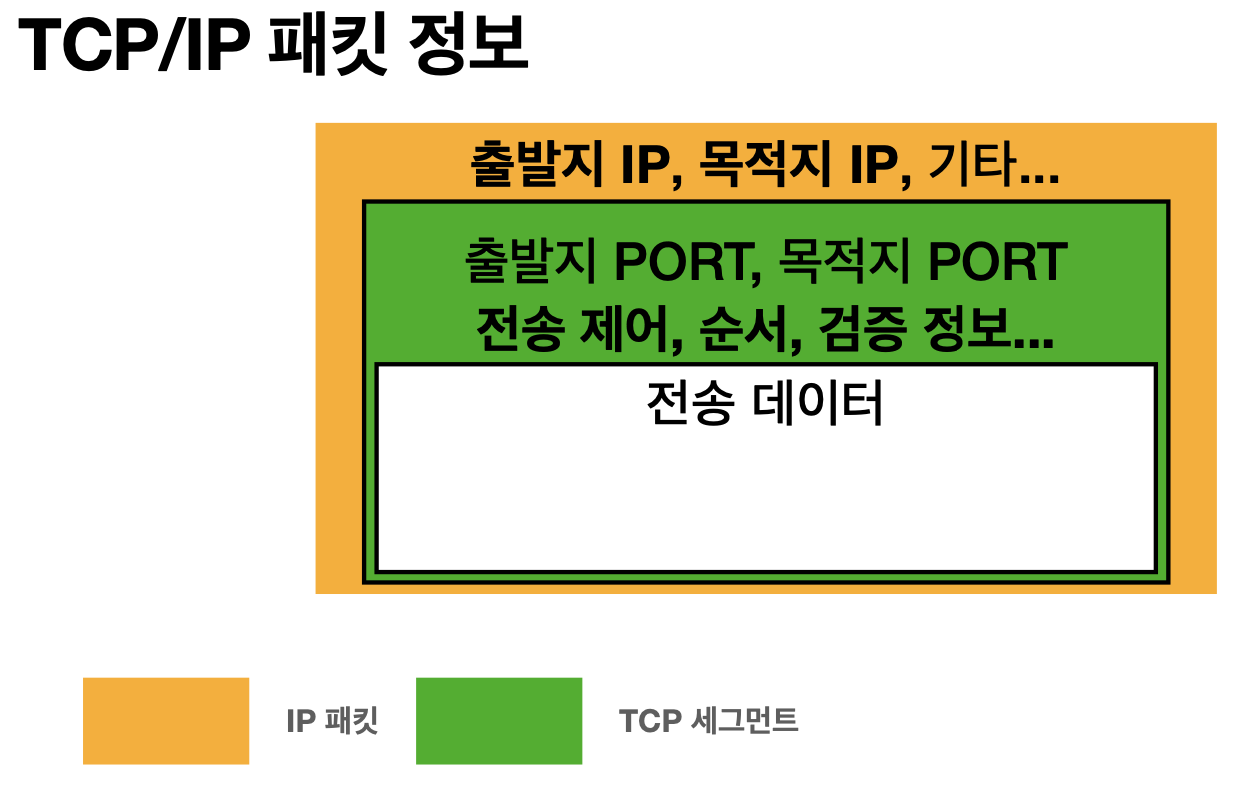 TCP/IP 패킷 정보
출발지 IP, 목적지 IP, 기타...
출발지 PORT, 목적지 PORT
전송 제어, 순서, 검증 정보...
전송 데이터
IP 패킷
TCP 세그먼트